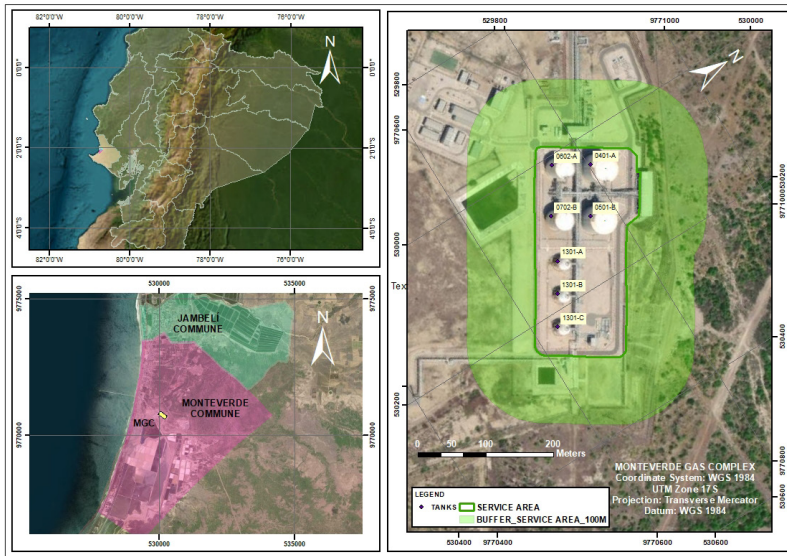 82°0'0"W 80°0'0"W 78°0'0"W 76°0'0"W
0°0'0" 0°0'0"
2°0'0"S 2°0'0"S
4°0'0"S 4°0'0"S
N
82°0'0"W 80°0'0"W 78°0'0"W 76°0'0"W
530000 535000
9775000 9775000
JAMBELI
COMMUNE
N
MONTEVERDE
COMMUNE
MGC
9770000 9770000
530000 535000
529800 9771000 530000
529800
9770600
530000
530200
Tex
N
0602-A 0401-A
0702-B 0501-B
1301-A
1301-B
1301-C
530200
9771000
530400
9770800
530600
0 50 100 200
Meters
MONTEVERDE GAS COMPLEX
Coordinate System: WGS 1984
UTM Zone 17S
Projection: Transverse Mercator
Datum: WGS 1984
LEGEND
TANKS SERVICE AREA
BUFFER_SERVICE AREA_100M
530400 9770400 9770600 530600